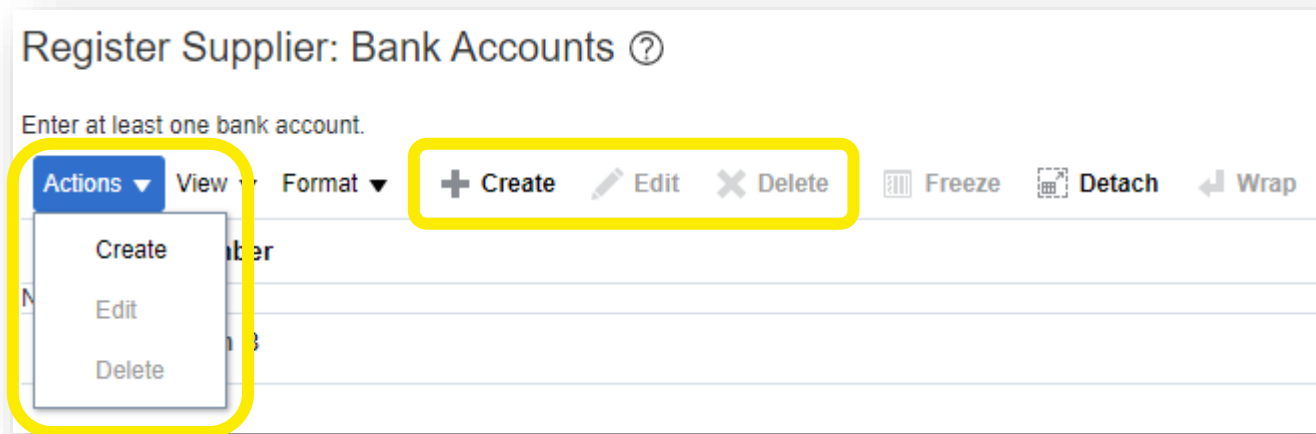 Register Supplier: Bank Accounts ?
Enter at least one bank account.
Actions View Format Create Edit Delete Freeze Detach Wrap
Create
Edit
Delete